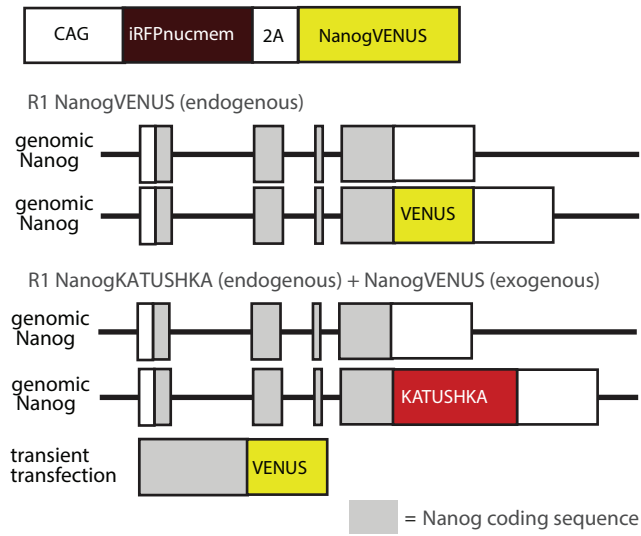 CAG iRFPnucmem 2A NanogVENUS
R1 NanogVENUS (endogenous)
genomic
Nanog
genomic
Nanog
VENUS
R1 NanogKATUSHKA (endogenous) + NanogVENUS (exogenous)
genomic
Nanog
genomic
Nanog
KATUSHKA
transient
transfection
VENUS
= Nanog coding sequence